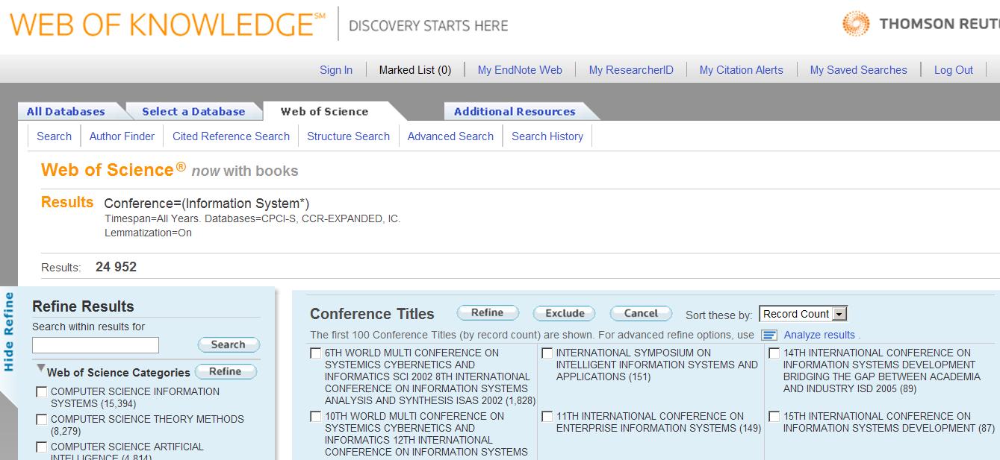 WEB OF KNOWLEDGE℠ DISCOVERY STARTS HERE THOMSON REUT
Sign In Marked List (0) My EndNote Web My ResearcherID My Citation Alerts My Saved Searches Log Out
All Databases Select a Database Web of Science Additional Resources
Search Author Finder Cited Reference Search Structure Search Advanced Search Search History
Web of Science® now with books
Results Conference=(Information System*)
Timespan=All Years. Databases=CPCI-S, CCR-EXPANDED, IC.
Lemmatization=On
Results: 24 952
Hide Refine
Refine Results
Search within results for
Search
Web of Science Categories Refine
COMPUTER SCIENCE INFORMATION
SYSTEMS (15,394)
COMPUTER SCIENCE THEORY METHODS
(8,279)
COMPUTER SCIENCE ARTIFICIAL
INTELLIGENCE (4,814)
Conference Titles Refine Exclude Cancel Sort these by: Record Count
The first 100 Conference Titles (by record count) are shown. For advanced refine options, use Analyze results .
6TH WORLD MULTI CONFERENCE ON
SYSTEMICS CYBERNETICS AND
INFORMATICS SCI 2002 8TH INTERNATIONAL
CONFERENCE ON INFORMATION SYSTEMS
ANALYSIS AND SYNTHESIS ISAS 2002 (1,828)
10TH WORLD MULTI CONFERENCE ON
SYSTEMICS CYBERNETICS AND
INFORMATICS 12TH INTERNATIONAL
CONFERENCE ON INFORMATION SYSTEMS
INTERNATIONAL SYMPOSIUM ON
INTELLIGENT INFORMATION SYSTEMS AND
APPLICATIONS (151)
11TH INTERNATIONAL CONFERENCE ON
ENTERPRISE INFORMATION SYSTEMS (149)
14TH INTERNATIONAL CONFERENCE ON
INFORMATION SYSTEMS DEVELOPMENT
BRIDGING THE GAP BETWEEN ACADEMIA
AND INDUSTRY ISD 2005 (89)
15TH INTERNATIONAL CONFERENCE ON
INFORMATION SYSTEMS DEVELOPMENT (87)